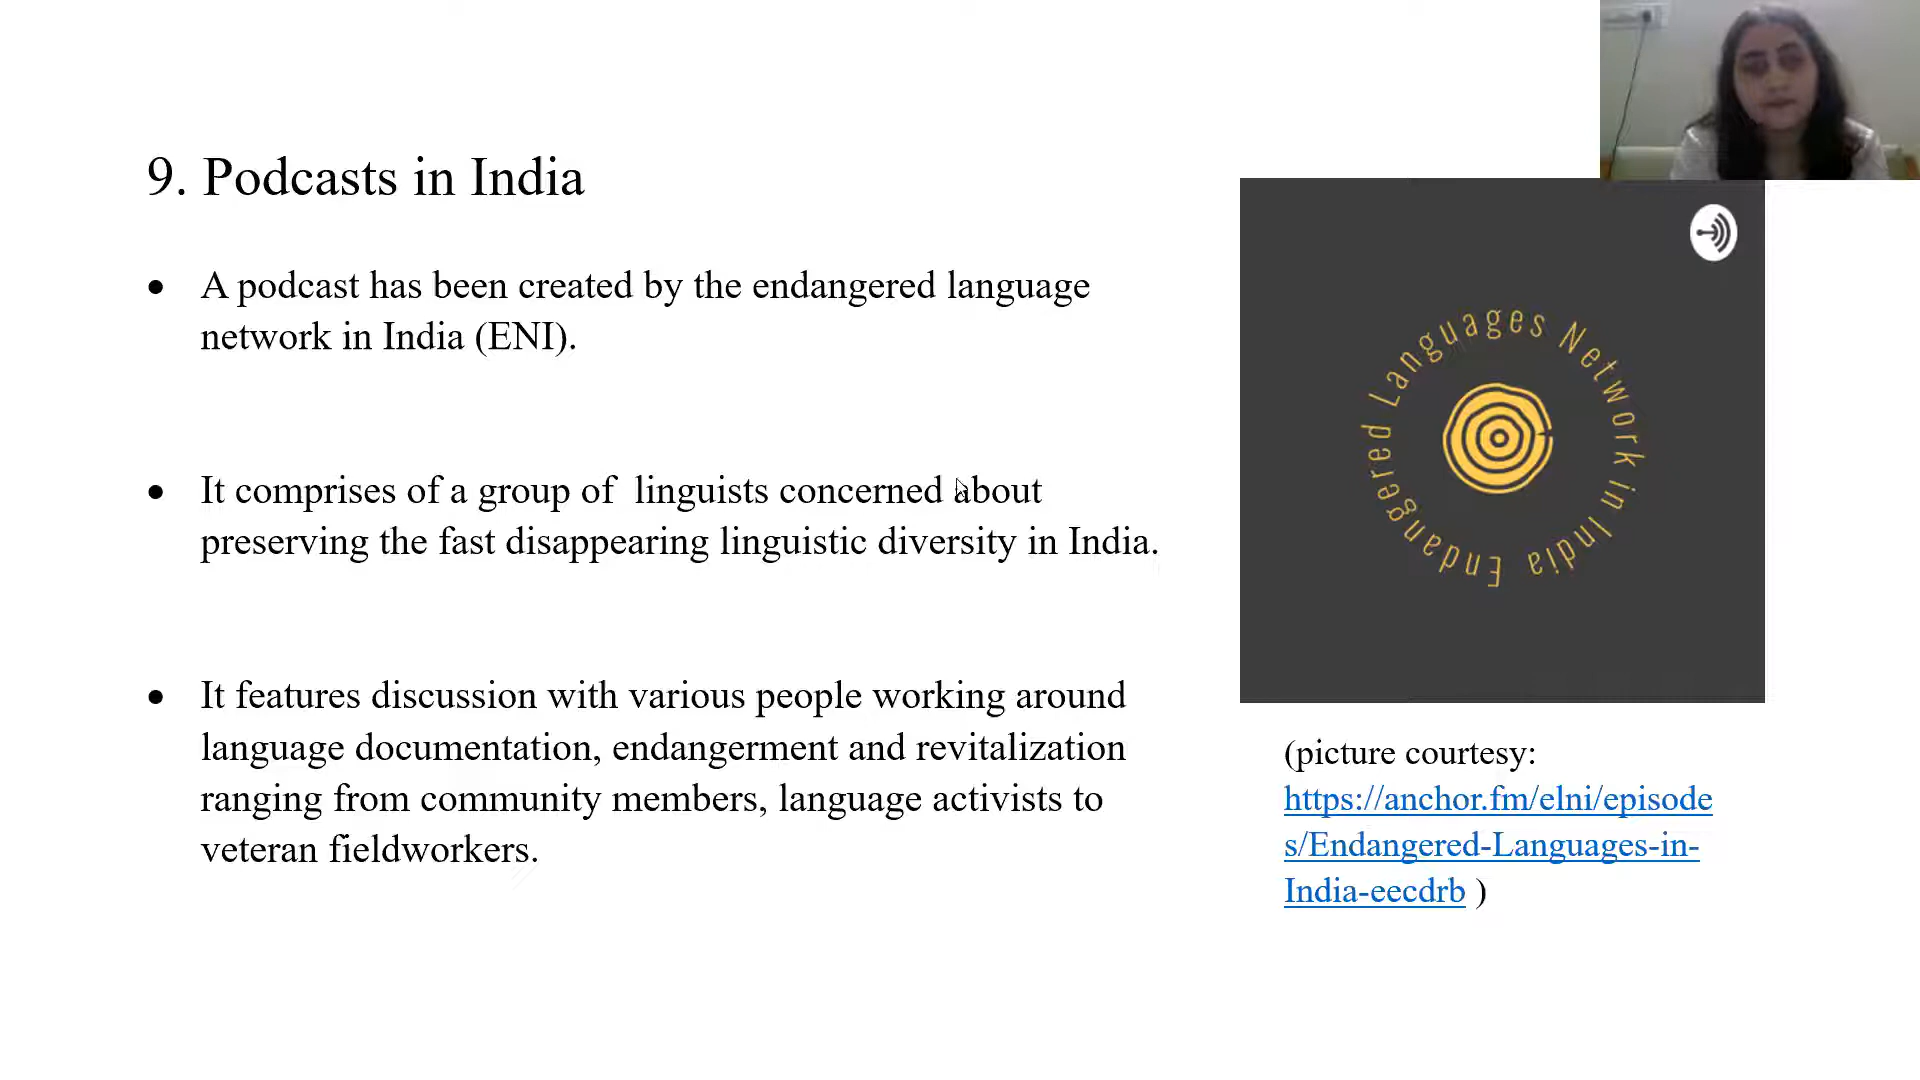 9. Podcasts in India
• A podcast has been created by the endangered language
network in India (ENI).
• It comprises of a group of  linguists concerned about
preserving the fast disappearing linguistic diversity in India.
• It features discussion with various people working around
language documentation, endangerment and revitalization
ranging from community members, language activists to
veteran fieldworkers.
Endangered Languages Network in India
(picture courtesy:
https://anchor.fm/elni/episode
s/Endangered-Languages-in-
India-eecdrb )